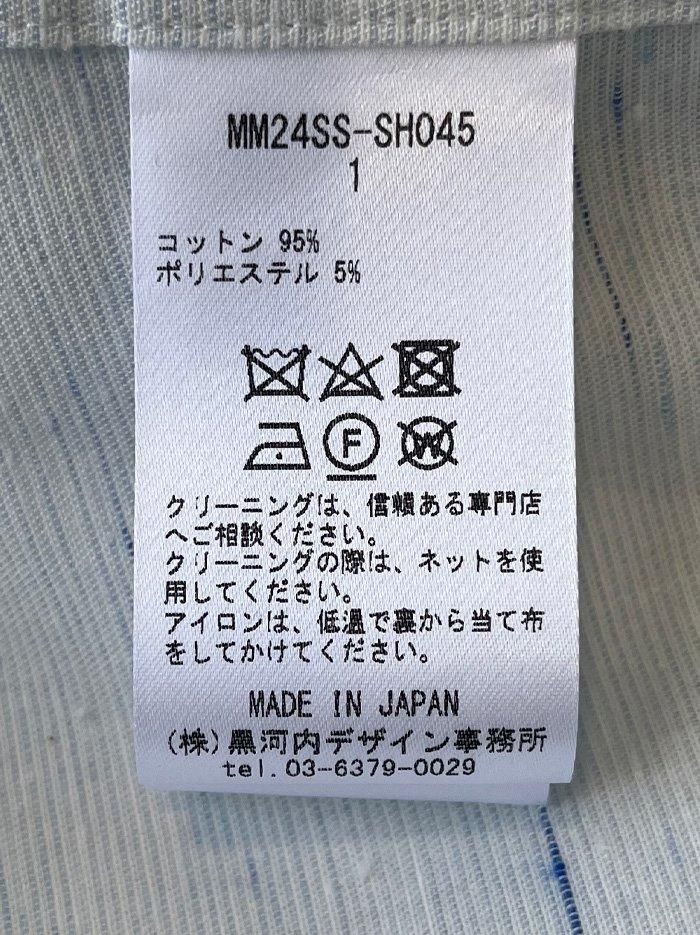 MM24SS-SH045
1
コットン 95%
ポリエステル 5%
F
W
クリーニングは、信頼ある専門店
へご相談ください。
クリーニングの際は、ネットを使
用してください。
アイロンは、低温で裏から当て布
をしてかけてください。
MADE IN JAPAN
(株)黒河内デザイン事務所
tel.03-6379-0029